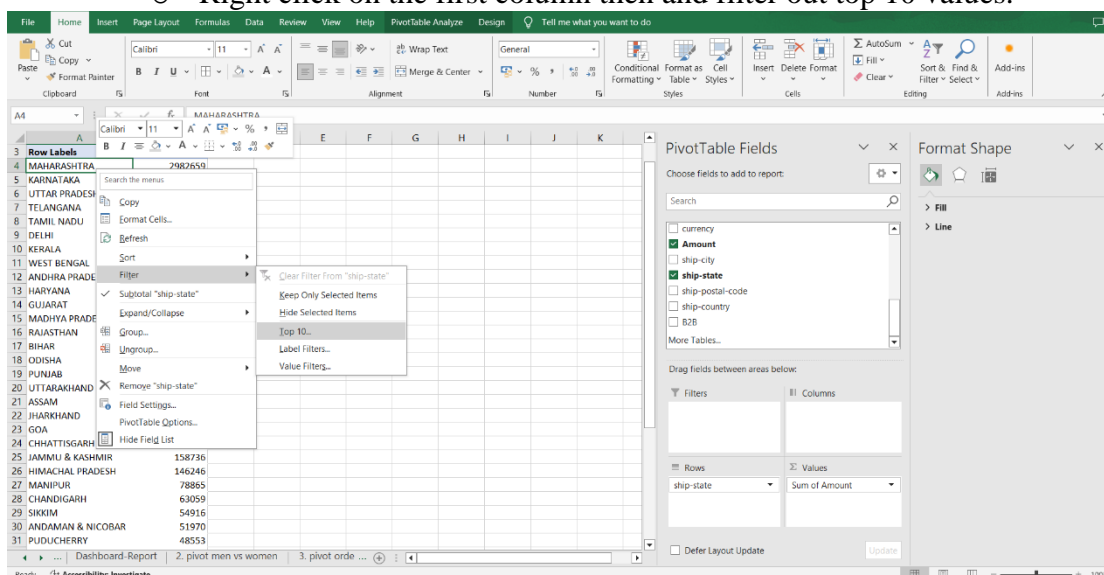 Right click on the first column then and filter out top 10 values.
File Home Insert Page Layout Formulas Data Review View Help PivotTable Analyze Design Tell me what you want to do
Cut
Copy
Format Painter
Paste
Clipboard
Calibri 11 A A
B I U A
Font
Wrap Text
Merge & Center
Alignment
General
% ,
Number
Conditional Formatting
Format as Table
Cell Styles
Styles
Insert Delete Format
Cells
AutoSum
Fill
Clear
Sort & Filter
Find & Select
Editing
Add-ins
Add-ins
A4 MAHARASHTRA
Calibri 11 A A % ,
B I A
A E F G H I J K
3 Row Labels
4 MAHARASHTRA 2982659
5 KARNATAKA
6 UTTAR PRADESH
7 TELANGANA
8 TAMIL NADU
9 DELHI
10 KERALA
11 WEST BENGAL
12 ANDHRA PRADE
13 HARYANA
14 GUJARAT
15 MADHYA PRADE
16 RAJASTHAN
17 BIHAR
18 ODISHA
19 PUNJAB
20 UTTARAKHAND
21 ASSAM
22 JHARKHAND
23 GOA
24 CHHATTISGARH
25 JAMMU & KASHMIR 158736
26 HIMACHAL PRADESH 146246
27 MANIPUR 78865
28 CHANDIGARH 63059
29 SIKKIM 54916
30 ANDAMAN & NICOBAR 51970
31 PUDUCHERRY 48553
Search the menus
Copy
Format Cells...
Refresh
Sort
Filter
Subtotal "ship-state"
Expand/Collapse
Group...
Ungroup...
Move
Remove "ship-state"
Field Settings...
PivotTable Options...
Hide Field List
Clear Filter From "ship-state"
Keep Only Selected Items
Hide Selected Items
Top 10...
Label Filters...
Value Filters...
PivotTable Fields
Choose fields to add to report:
Search
currency
Amount
ship-city
ship-state
ship-postal-code
ship-country
B2B
More Tables...
Drag fields between areas below:
Filters
Columns
Rows
Values
ship-state
Sum of Amount
Defer Layout Update
Update
Format Shape
Fill
Line
... Dashboard-Report 2. pivot men vs women 3. pivot orde ...
Ready Accessibility: Investigate
100